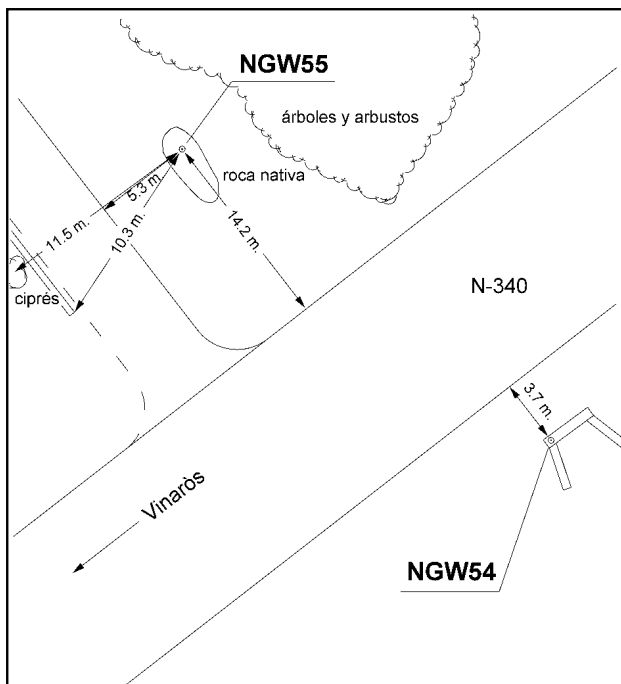 NGW55
árboles y arbustos
roca nativa
5.3 m.
11.5 m.
10.3 m.
14.2 m.
ciprés
N-340
3.7 m.
Vinaròs
NGW54